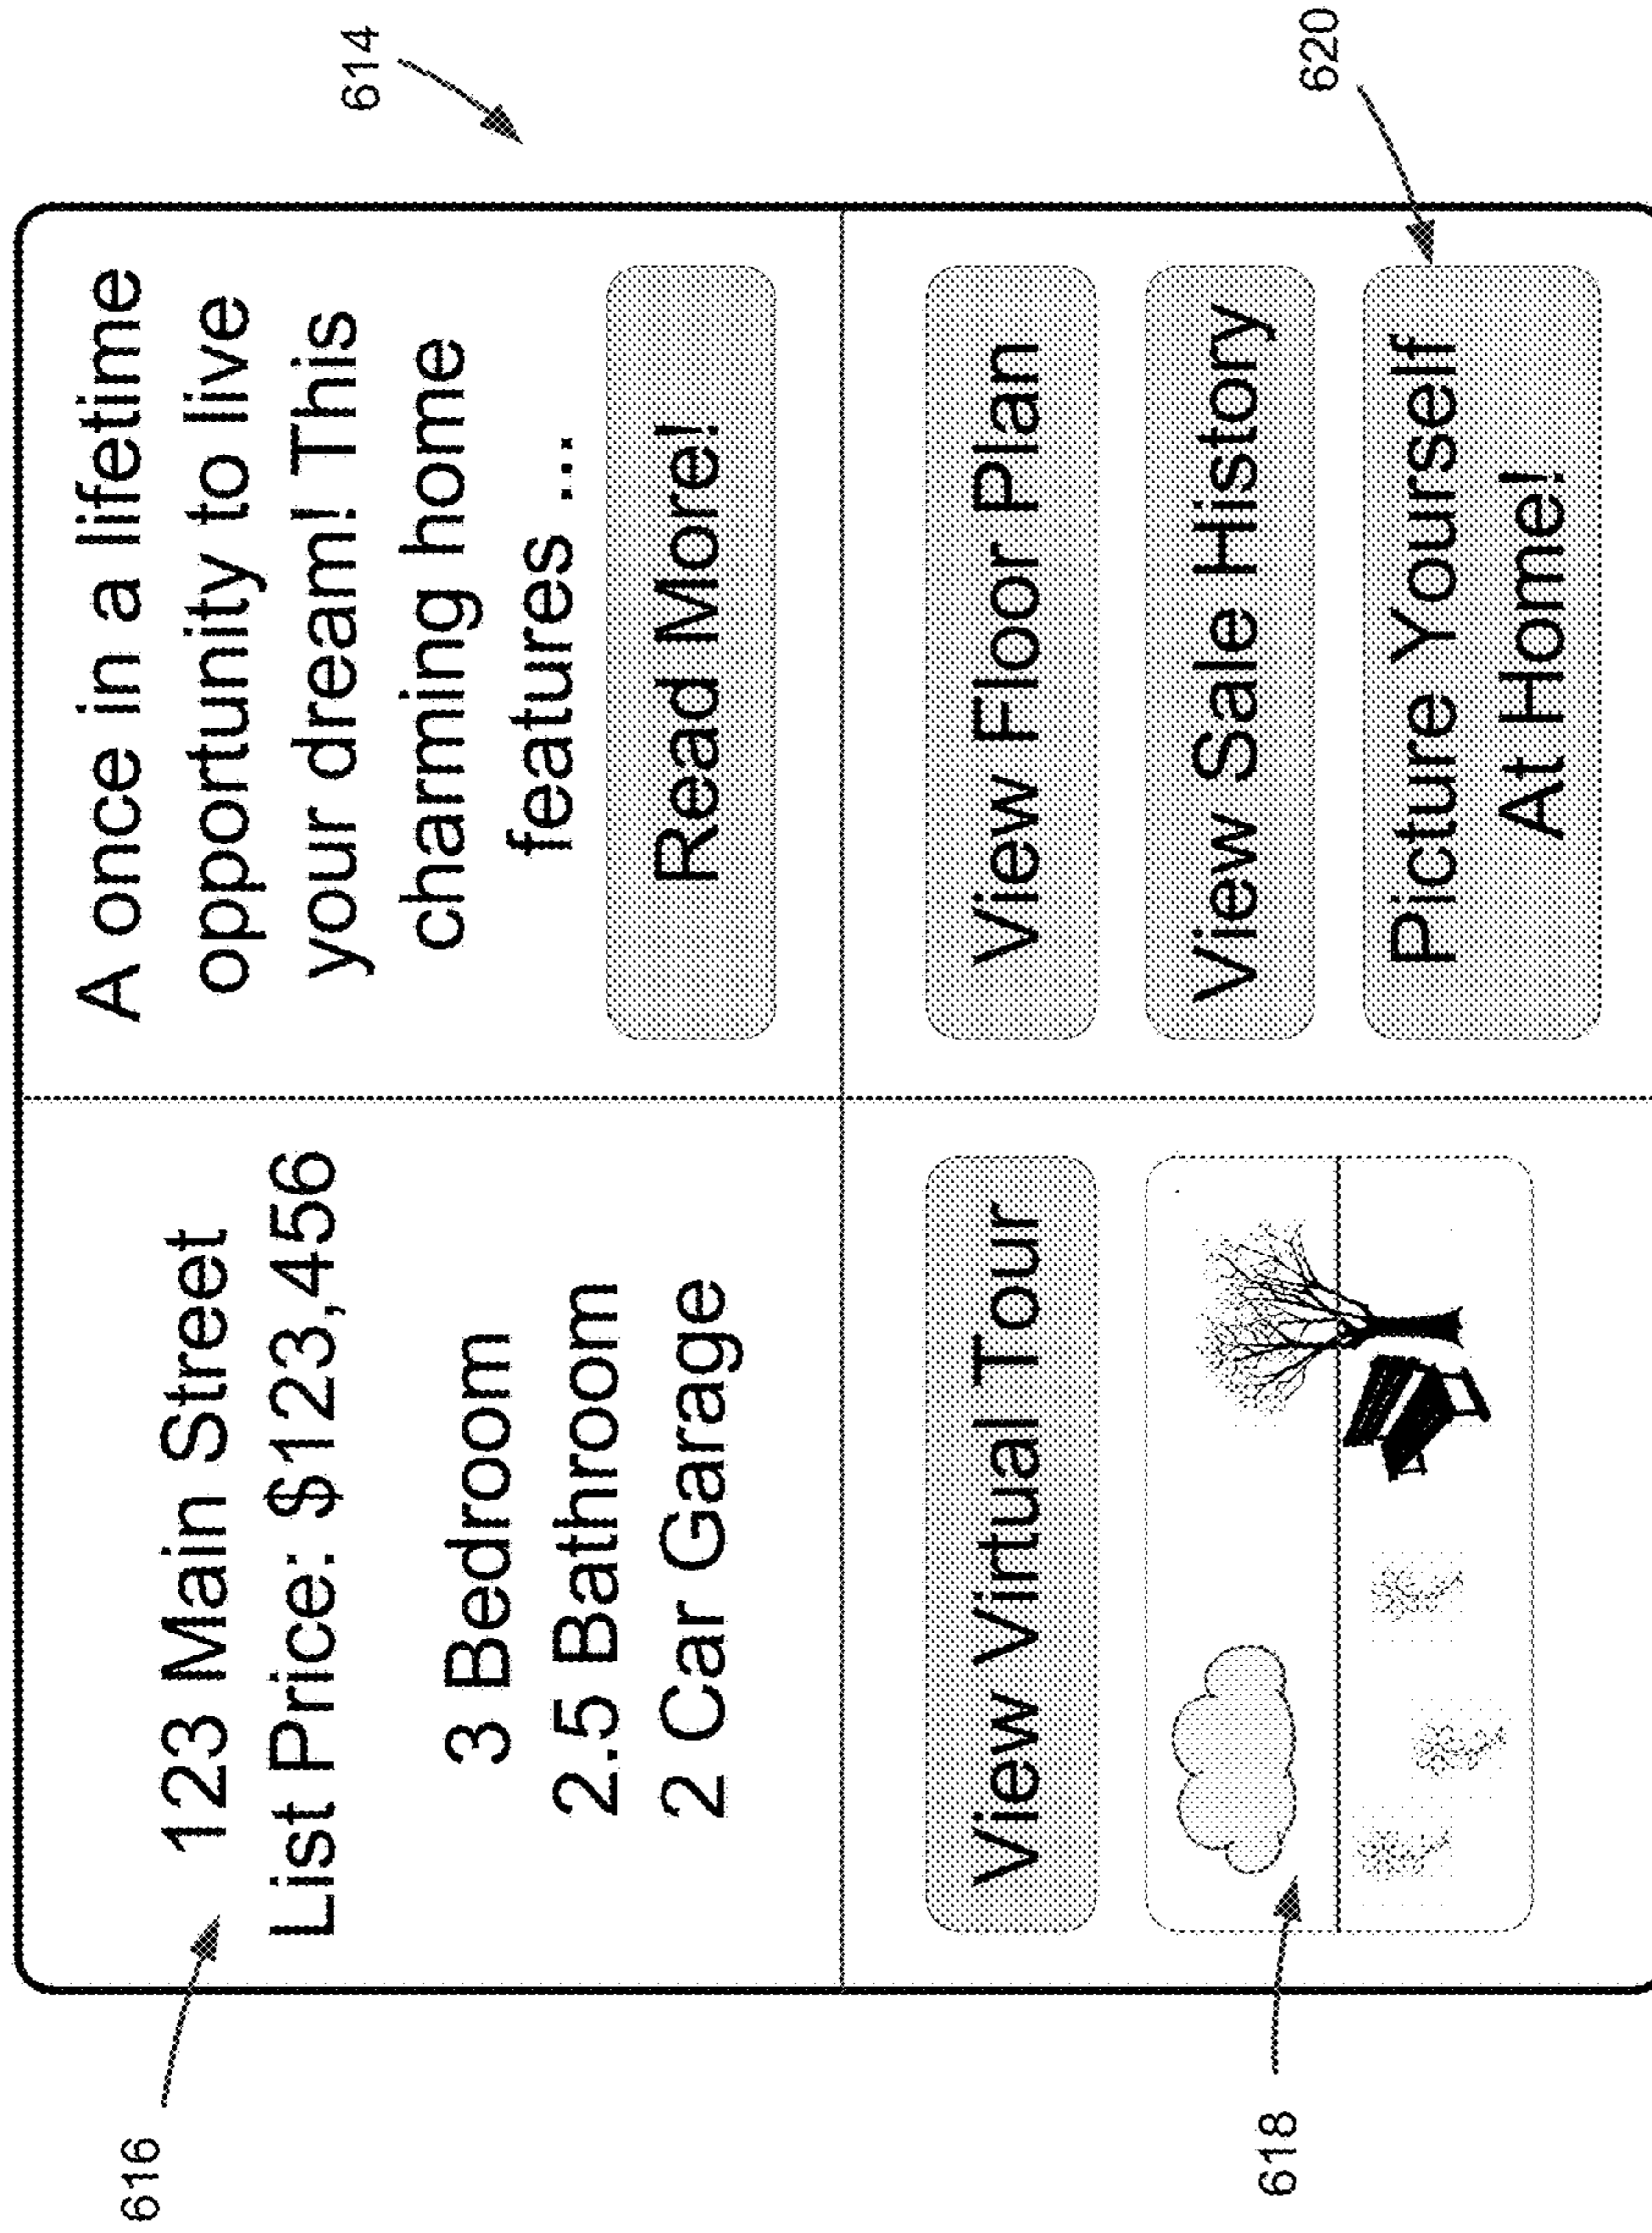 614
616
123 Main Street
List Price: $123,456
3 Bedroom
2.5 Bathroom
2 Car Garage
A once in a lifetime
opportunity to live
your dream! This
charming home
features ...
Read More!
View Virtual Tour
618
View Floor Plan
View Sale History
Picture Yourself
At Home!
620